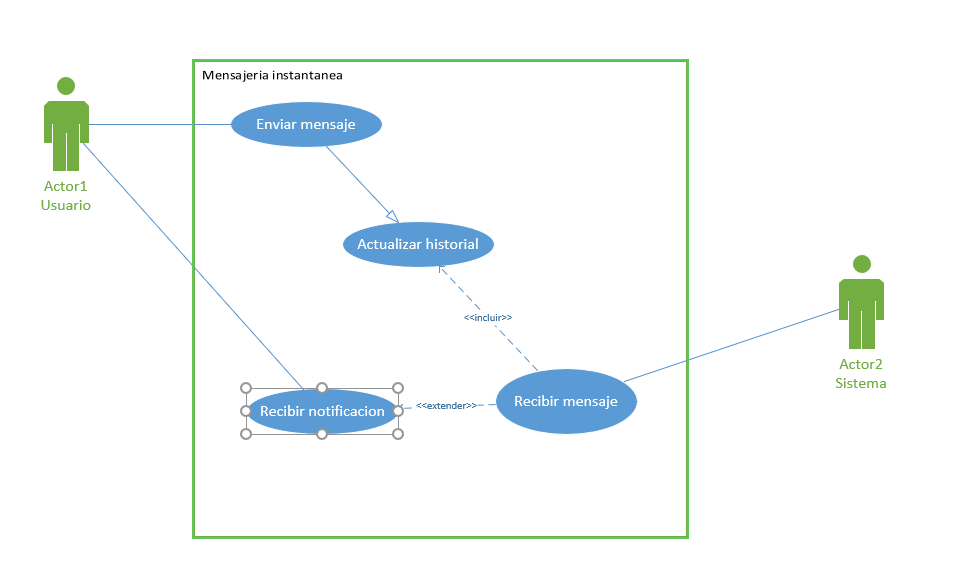 Mensajeria instantanea
Enviar mensaje
Actor1
Usuario
Actualizar historial
<<incluir>>
Actor2
Sistema
Recibir notificacion
<<extender>>
Recibir mensaje